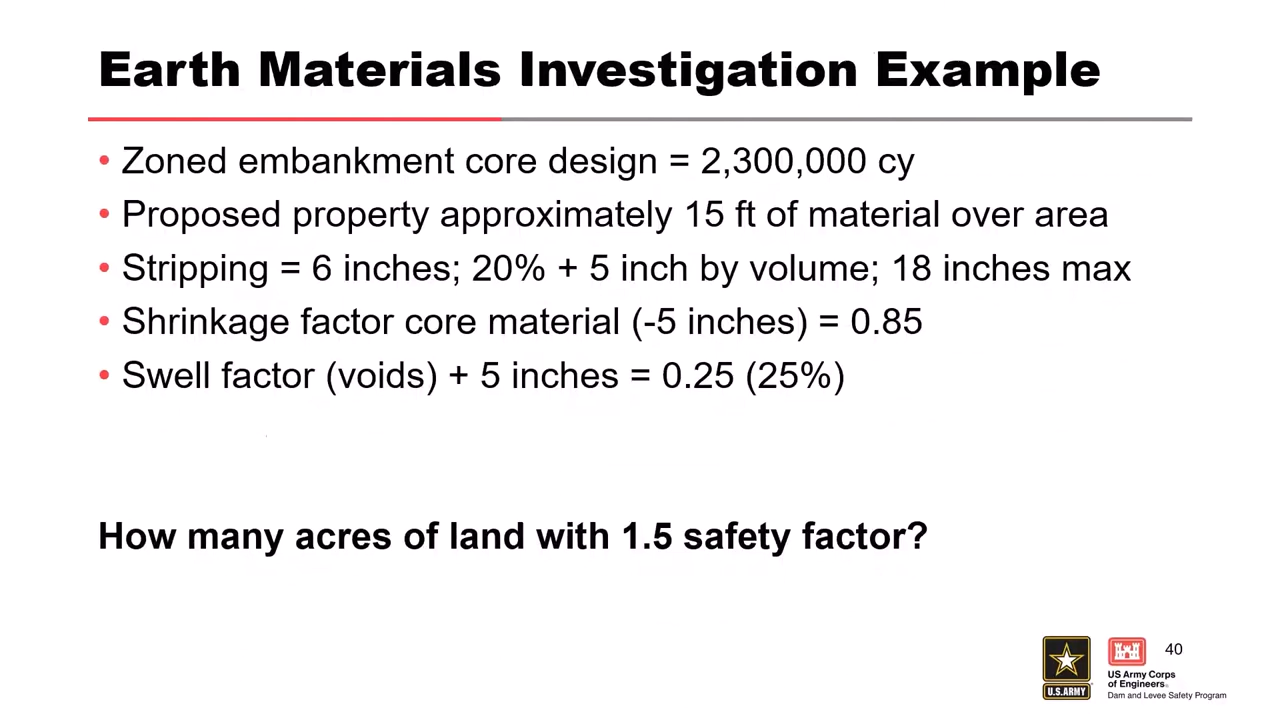 Earth Materials Investigation Example
• Zoned embankment core design = 2,300,000 cy
• Proposed property approximately 15 ft of material over area
• Stripping = 6 inches; 20% + 5 inch by volume; 18 inches max
• Shrinkage factor core material (-5 inches) = 0.85
• Swell factor (voids) + 5 inches = 0.25 (25%)
How many acres of land with 1.5 safety factor?
40
U.S.ARMY
US Army Corps
of Engineers®
Dam and Levee Safety Program